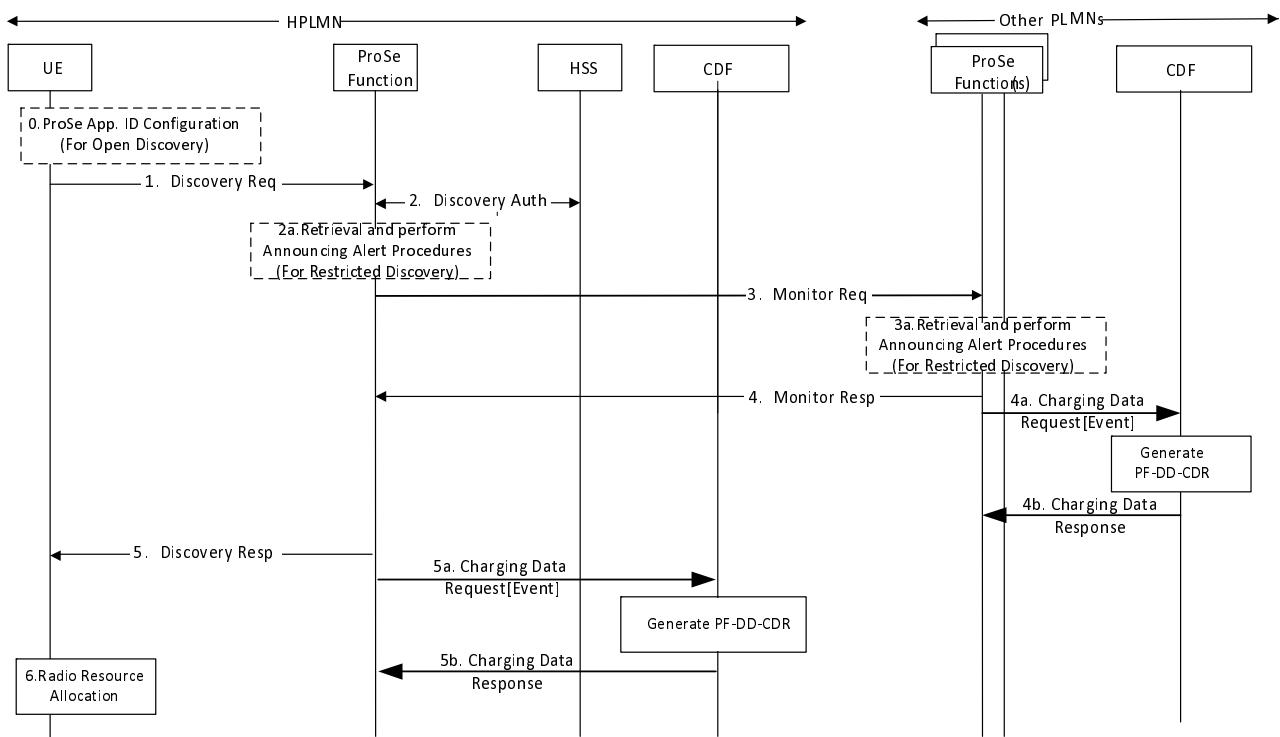 HPLMN
Other PLMNs
UE
ProSe
Function
HSS
CDF
ProSe
Function(s)
CDF
0.ProSe App. ID Configuration
(For Open Discovery)
1. Discovery Req
2. Discovery Auth
2a.Retrieval and perform
Announcing Alert Procedures
(For Restricted Discovery)
3. Monitor Req
3a.Retrieval and perform
Announcing Alert Procedures
(For Restricted Discovery)
4. Monitor Resp
4a. Charging Data
Request[Event]
Generate
PF-DD-CDR
4b. Charging Data
Response
5. Discovery Resp
5a. Charging Data
Request[Event]
Generate PF-DD-CDR
5b. Charging Data
Response
6.Radio Resource
Allocation